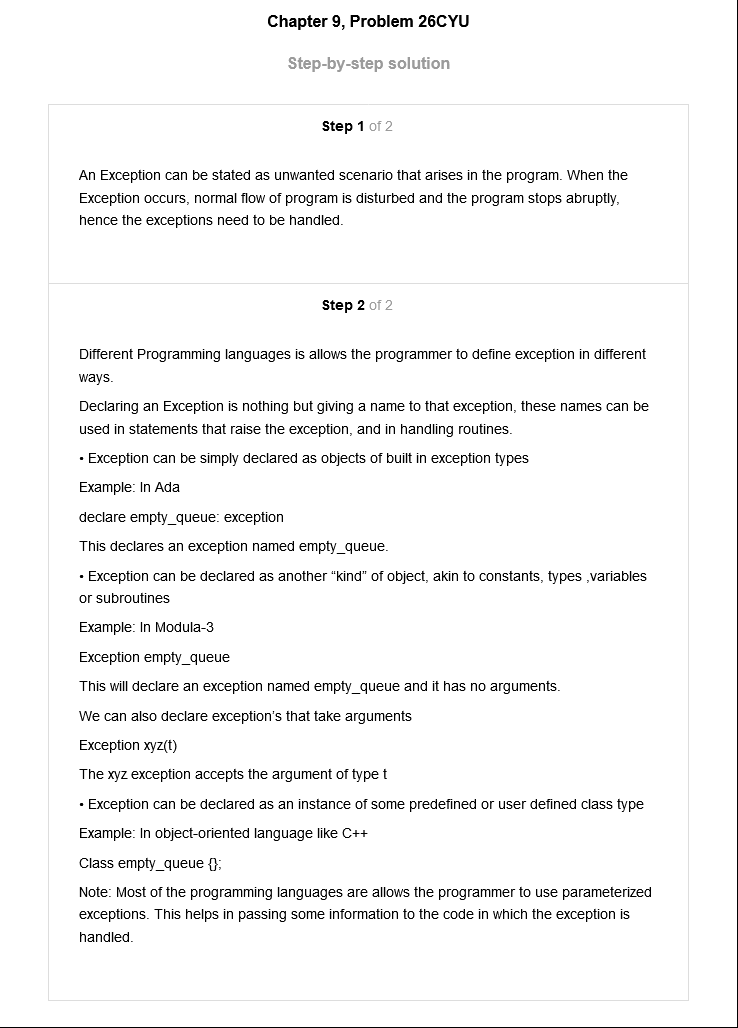 Chapter 9, Problem 26CYU
Step-by-step solution
Step 1 of 2
An Exception can be stated as unwanted scenario that arises in the program. When the
Exception occurs, normal flow of program is disturbed and the program stops abruptly,
hence the exceptions need to be handled.
Step 2 of 2
Different Programming languages is allows the programmer to define exception in different
ways.
Declaring an Exception is nothing but giving a name to that exception, these names can be
used in statements that raise the exception, and in handling routines.
• Exception can be simply declared as objects of built in exception types
Example: In Ada
declare empty_queue: exception
This declares an exception named empty_queue.
• Exception can be declared as another “kind” of object, akin to constants, types ,variables
or subroutines
Example: In Modula-3
Exception empty_queue
This will declare an exception named empty_queue and it has no arguments.
We can also declare exception’s that take arguments
Exception xyz(t)
The xyz exception accepts the argument of type t
• Exception can be declared as an instance of some predefined or user defined class type
Example: In object-oriented language like C++
Class empty_queue {};
Note: Most of the programming languages are allows the programmer to use parameterized
exceptions. This helps in passing some information to the code in which the exception is
handled.